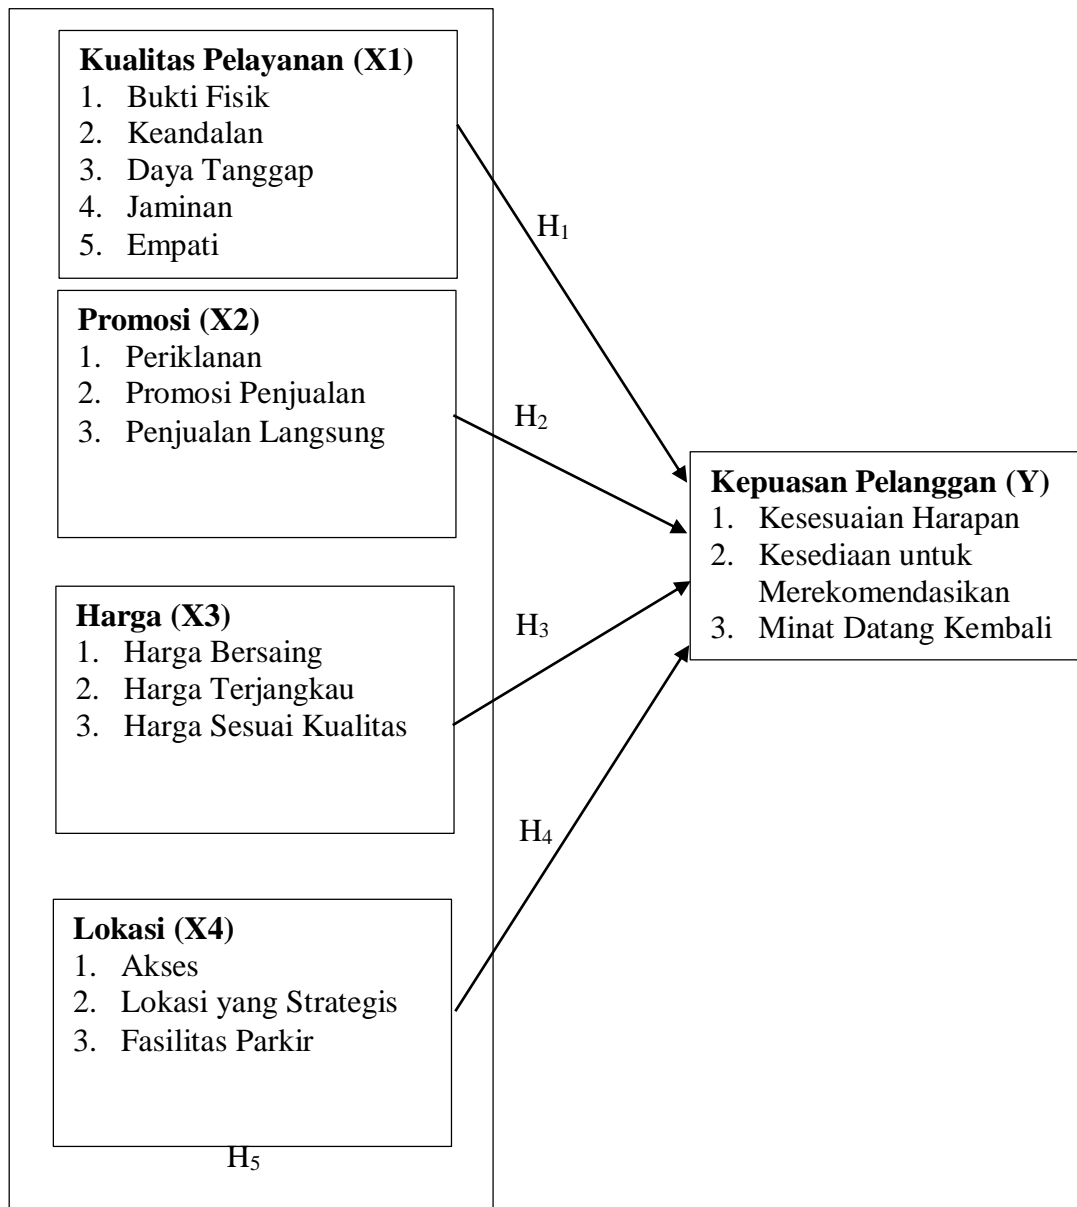 Kualitas Pelayanan (X1)
1. Bukti Fisik
2. Keandalan
3. Daya Tanggap
4. Jaminan
5. Empati
H₁
Promosi (X2)
1. Periklanan
2. Promosi Penjualan
3. Penjualan Langsung
H₂
Kepuasan Pelanggan (Y)
1. Kesesuaian Harapan
2. Kesediaan untuk
Merekomendasikan
3. Minat Datang Kembali
Harga (X3)
1. Harga Bersaing
2. Harga Terjangkau
3. Harga Sesuai Kualitas
H₃
H₄
Lokasi (X4)
1. Akses
2. Lokasi yang Strategis
3. Fasilitas Parkir
H₅